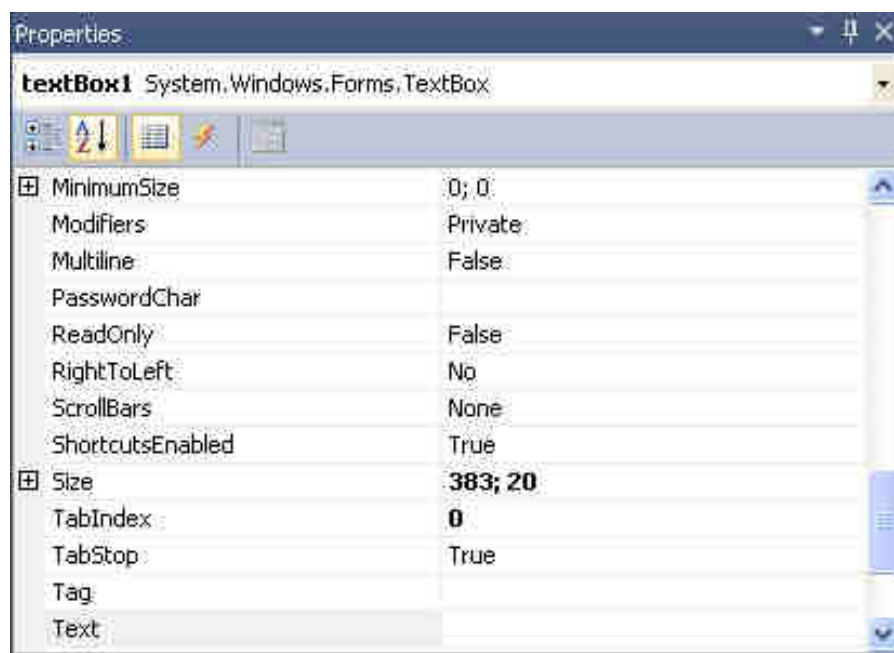 Properties
textBox1 System.Windows.Forms.TextBox
MinimumSize 0; 0
Modifiers Private
Multiline False
PasswordChar
ReadOnly False
RightToLeft No
ScrollBars None
ShortcutsEnabled True
Size 383; 20
TabIndex 0
TabStop True
Tag
Text